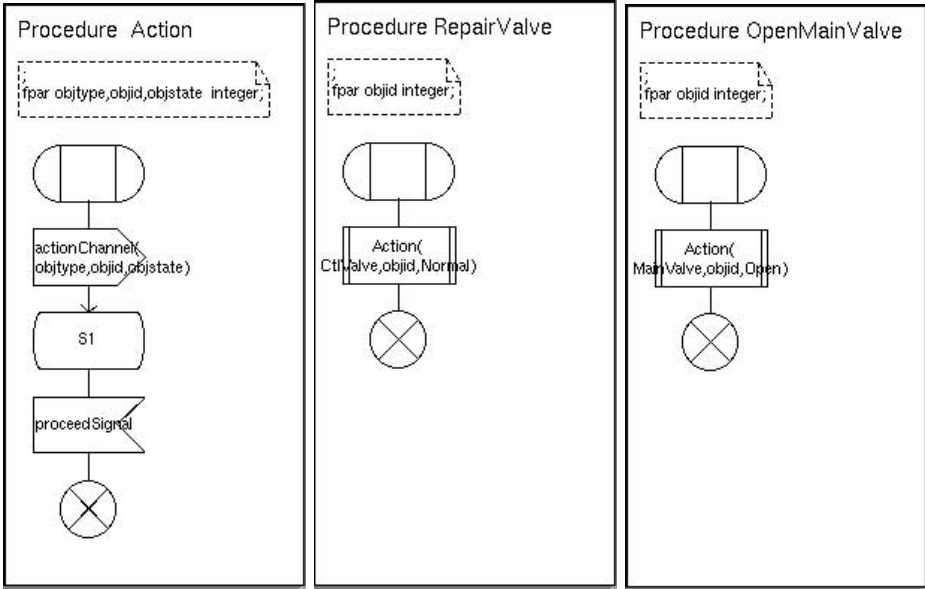 Procedure Action
;
fpar objtype,objid,objstate integer;
actionChannel(
objtype,objid,objstate)
S1
proceedSignal
Procedure RepairValve
;
fpar objid integer;
Action(
CtlValve,objid,Normal)
Procedure OpenMainValve
;
fpar objid integer;
Action(
MainValve,objid,Open)